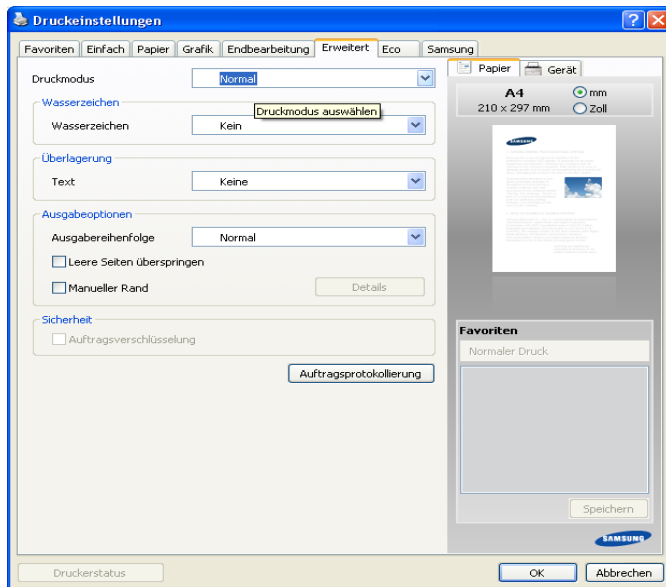 Druckeinstellungen
Favoriten Einfach Papier Grafik Endbearbeitung Erweitert Eco Samsung
Druckmodus Normal
Druckmodus auswählen
Wasserzeichen
Wasserzeichen Kein
Überlagerung
Text Keine
Ausgabeoptionen
Ausgabereihenfolge Normal
Leere Seiten überspringen
Manueller Rand Details
Sicherheit
Auftragsverschlüsselung
Auftragsprotokollierung
Papier Gerät
A4 mm
210 x 297 mm Zoll
SAMSUNG
Favoriten
Normaler Druck
Speichern
SAMSUNG
Druckerstatus OK Abbrechen